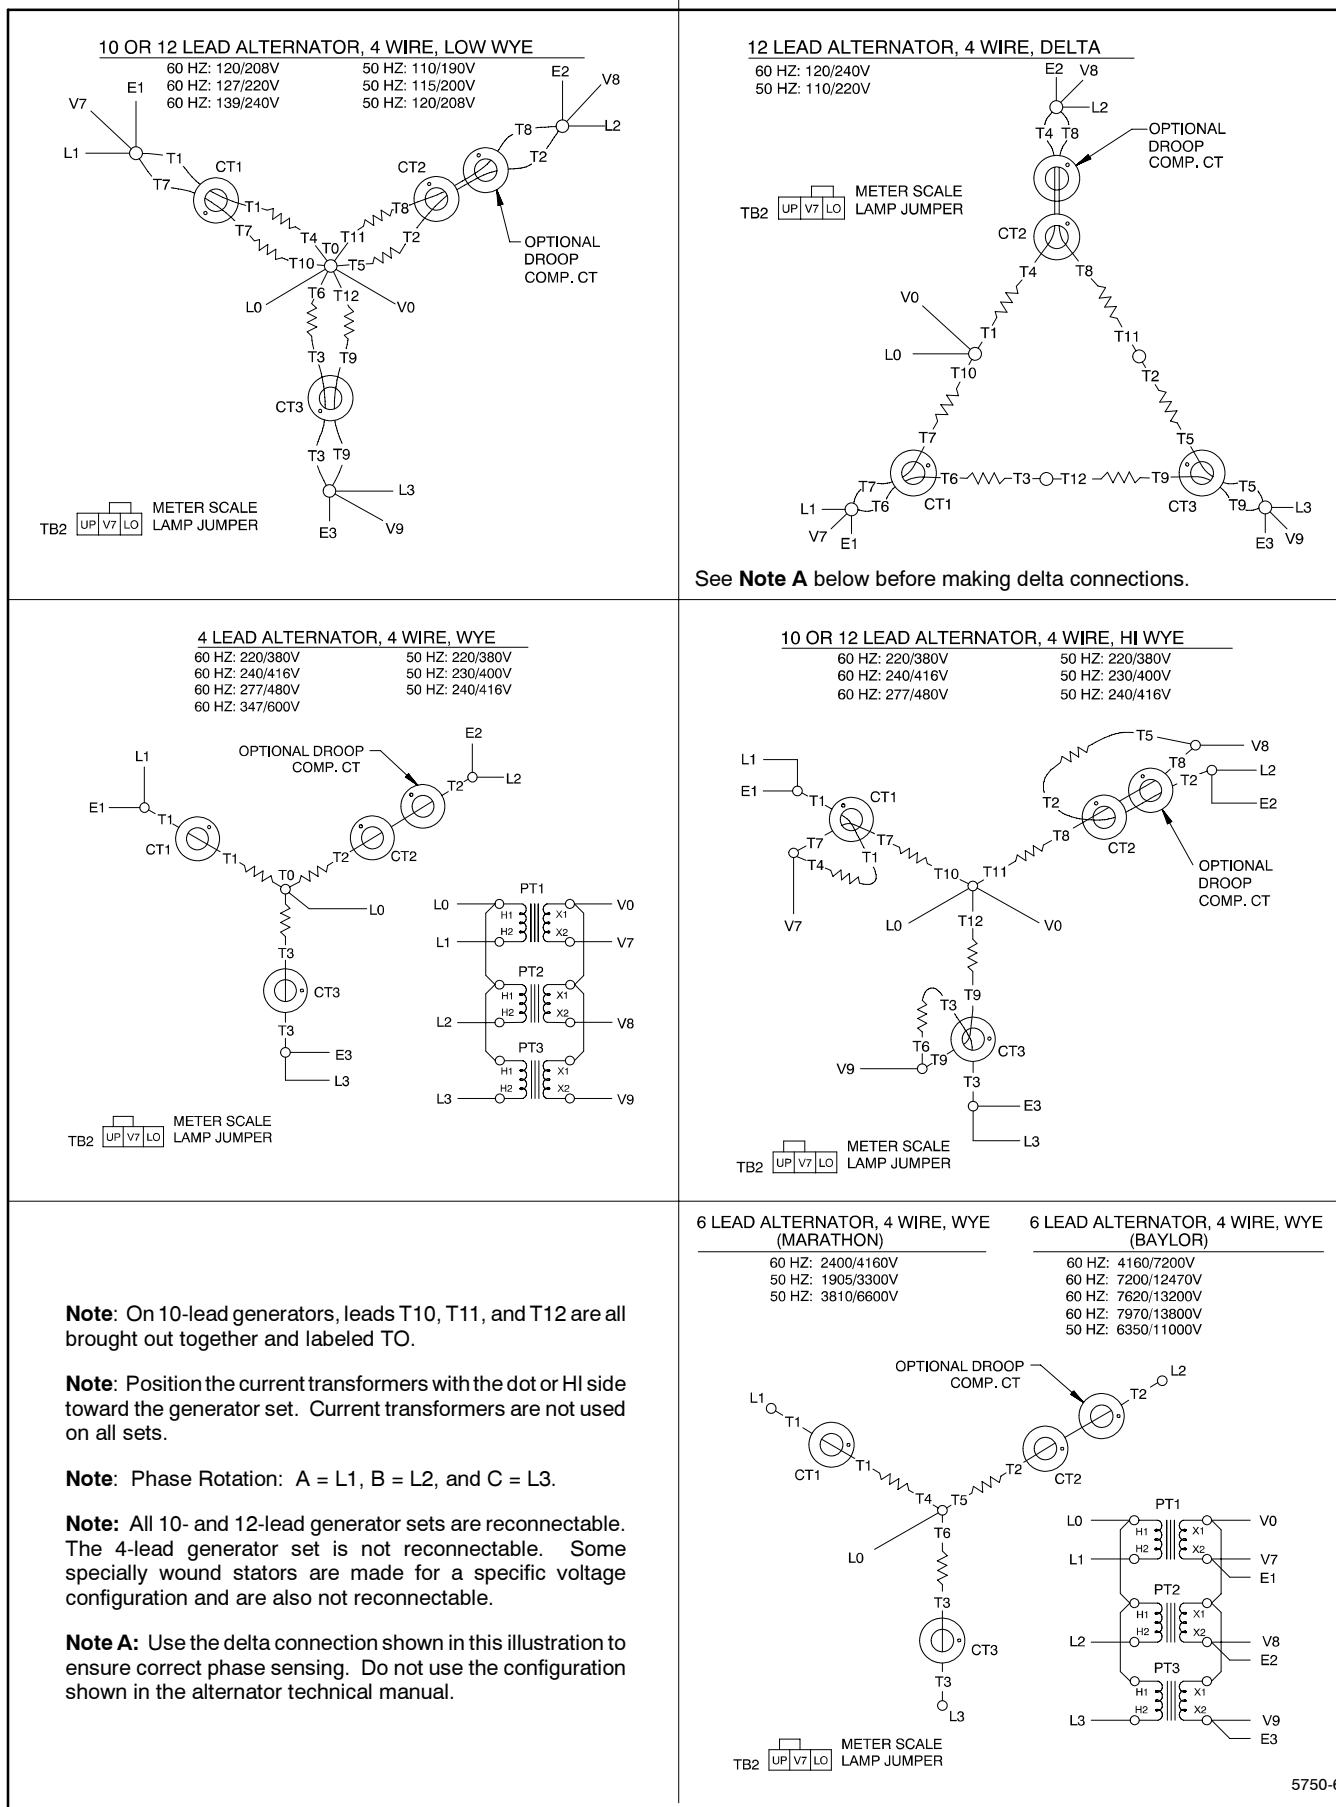 10 OR 12 LEAD ALTERNATOR, 4 WIRE, LOW WYE
60 HZ: 120/208V 50 HZ: 110/190V
60 HZ: 127/220V 50 HZ: 115/200V
60 HZ: 139/240V 50 HZ: 120/208V
E1
V7
L1
T1
T7
CT1
T1
T7
T4
T10
T0
E2
V8
L2
T8
T2
CT2
T8
T2
T11
T5
OPTIONAL
DROOP
COMP. CT
L0
V0
T6
T12
T3
T9
CT3
T3
T9
L3
V9
E3
TB2
UP V7 LO
METER SCALE
LAMP JUMPER
12 LEAD ALTERNATOR, 4 WIRE, DELTA
60 HZ: 120/240V
50 HZ: 110/220V
E2
V8
L2
T4
T8
OPTIONAL
DROOP
COMP. CT
TB2
UP V7 LO
METER SCALE
LAMP JUMPER
CT2
T4
T8
V0
L0
T1
T10
T11
T2
T7
T5
T7
T6
T6
T3
T12
T9
T5
T9
CT1
CT3
L1
V7
E1
L3
V9
E3
See Note A below before making delta connections.
4 LEAD ALTERNATOR, 4 WIRE, WYE
60 HZ: 220/380V 50 HZ: 220/380V
60 HZ: 240/416V 50 HZ: 230/400V
60 HZ: 277/480V 50 HZ: 240/416V
60 HZ: 347/600V
L1
E1
T1
CT1
T1
OPTIONAL DROOP
COMP. CT
E2
L2
T2
CT2
T2
T0
L0
T3
CT3
T3
E3
L3
PT1
L0
H1
X1
V0
L1
H2
X2
V7
PT2
H1
X1
L2
H2
X2
V8
PT3
H1
X1
L3
H2
X2
V9
TB2
UP V7 LO
METER SCALE
LAMP JUMPER
10 OR 12 LEAD ALTERNATOR, 4 WIRE, HI WYE
60 HZ: 220/380V 50 HZ: 220/380V
60 HZ: 240/416V 50 HZ: 230/400V
60 HZ: 277/480V 50 HZ: 240/416V
L1
E1
T1
CT1
T7
T7
T4
T1
V7
T10
T5
V8
T8
T2
L2
E2
T2
T8
CT2
T11
OPTIONAL
DROOP
COMP. CT
L0
V0
T12
T9
T3
T6
T9
V9
CT3
T3
E3
L3
TB2
UP V7 LO
METER SCALE
LAMP JUMPER
Note: On 10-lead generators, leads T10, T11, and T12 are all
brought out together and labeled TO.
Note: Position the current transformers with the dot or HI side
toward the generator set. Current transformers are not used
on all sets.
Note: Phase Rotation: A = L1, B = L2, and C = L3.
Note: All 10- and 12-lead generator sets are reconnectable.
The 4-lead generator set is not reconnectable. Some
specially wound stators are made for a specific voltage
configuration and are also not reconnectable.
Note A: Use the delta connection shown in this illustration to
ensure correct phase sensing. Do not use the configuration
shown in the alternator technical manual.
6 LEAD ALTERNATOR, 4 WIRE, WYE
(MARATHON)
60 HZ: 2400/4160V
50 HZ: 1905/3300V
50 HZ: 3810/6600V
6 LEAD ALTERNATOR, 4 WIRE, WYE
(BAYLOR)
60 HZ: 4160/7200V
60 HZ: 7200/12470V
60 HZ: 7620/13200V
60 HZ: 7970/13800V
50 HZ: 6350/11000V
OPTIONAL DROOP
COMP. CT
L1
T1
CT1
T1
T4
L2
T2
CT2
T2
T5
T6
L0
T3
CT3
T3
L3
PT1
L0
H1
X1
V0
L1
H2
X2
V7
E1
PT2
H1
X1
L2
H2
X2
V8
E2
PT3
H1
X1
L3
H2
X2
V9
E3
TB2
UP V7 LO
METER SCALE
LAMP JUMPER